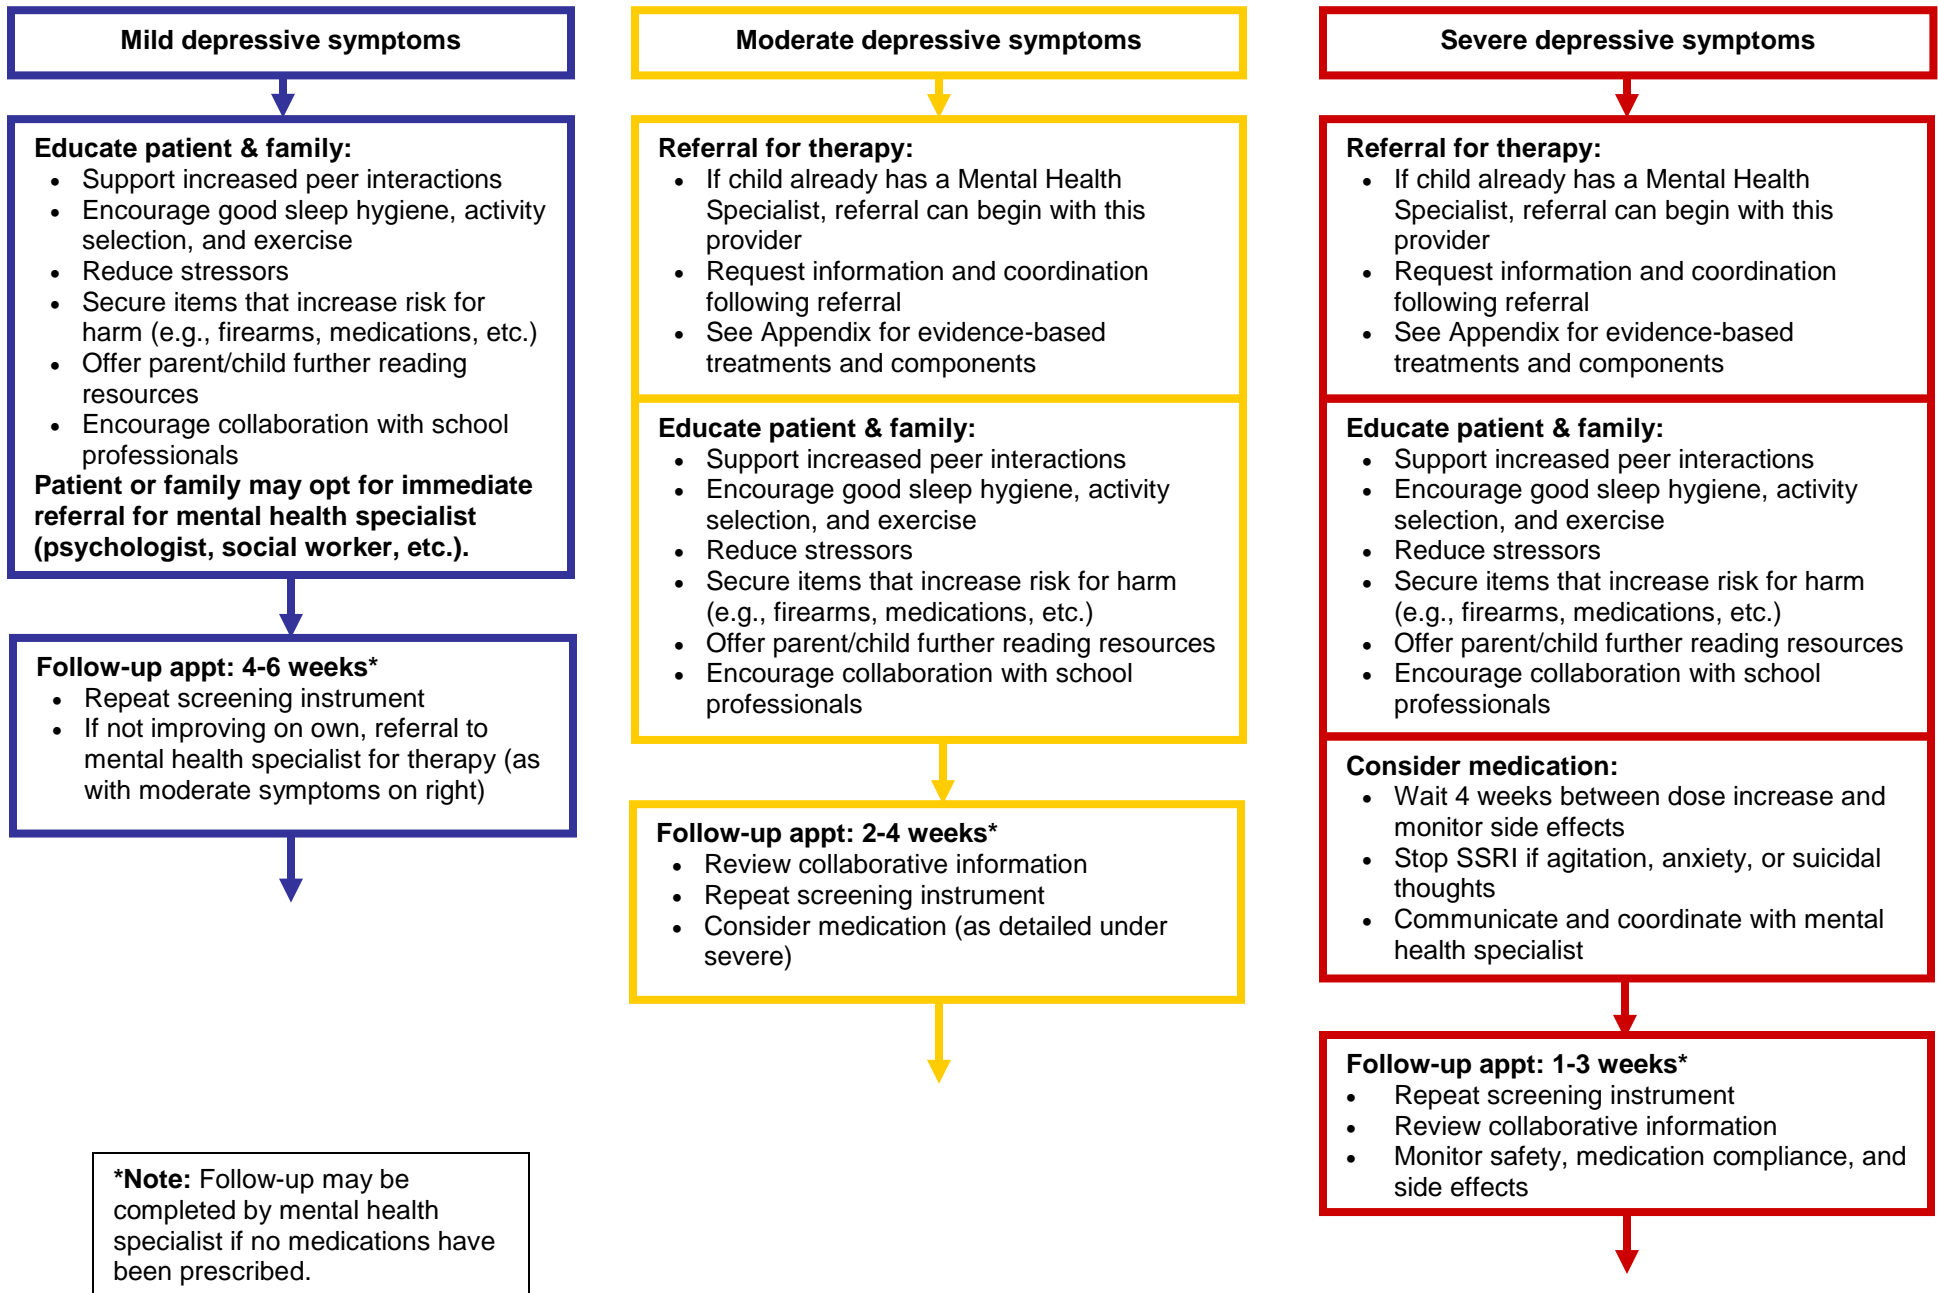 Mild depressive symptoms
Educate patient & family:
• Support increased peer interactions
• Encourage good sleep hygiene, activity
selection, and exercise
• Reduce stressors
• Secure items that increase risk for
harm (e.g., firearms, medications, etc.)
• Offer parent/child further reading
resources
• Encourage collaboration with school
professionals
Patient or family may opt for immediate
referral for mental health specialist
(psychologist, social worker, etc.).
Follow-up appt: 4-6 weeks*
• Repeat screening instrument
• If not improving on own, referral to
mental health specialist for therapy (as
with moderate symptoms on right)
*Note: Follow-up may be
completed by mental health
specialist if no medications have
been prescribed.
Moderate depressive symptoms
Referral for therapy:
• If child already has a Mental Health
Specialist, referral can begin with this
provider
• Request information and coordination
following referral
• See Appendix for evidence-based
treatments and components
Educate patient & family:
• Support increased peer interactions
• Encourage good sleep hygiene, activity
selection, and exercise
• Reduce stressors
• Secure items that increase risk for harm
(e.g., firearms, medications, etc.)
• Offer parent/child further reading resources
• Encourage collaboration with school
professionals
Follow-up appt: 2-4 weeks*
• Review collaborative information
• Repeat screening instrument
• Consider medication (as detailed under
severe)
Severe depressive symptoms
Referral for therapy:
• If child already has a Mental Health
Specialist, referral can begin with this
provider
• Request information and coordination
following referral
• See Appendix for evidence-based
treatments and components
Educate patient & family:
• Support increased peer interactions
• Encourage good sleep hygiene, activity
selection, and exercise
• Reduce stressors
• Secure items that increase risk for harm
(e.g., firearms, medications, etc.)
• Offer parent/child further reading resources
• Encourage collaboration with school
professionals
Consider medication:
• Wait 4 weeks between dose increase and
monitor side effects
• Stop SSRI if agitation, anxiety, or suicidal
thoughts
• Communicate and coordinate with mental
health specialist
Follow-up appt: 1-3 weeks*
• Repeat screening instrument
• Review collaborative information
• Monitor safety, medication compliance, and
side effects